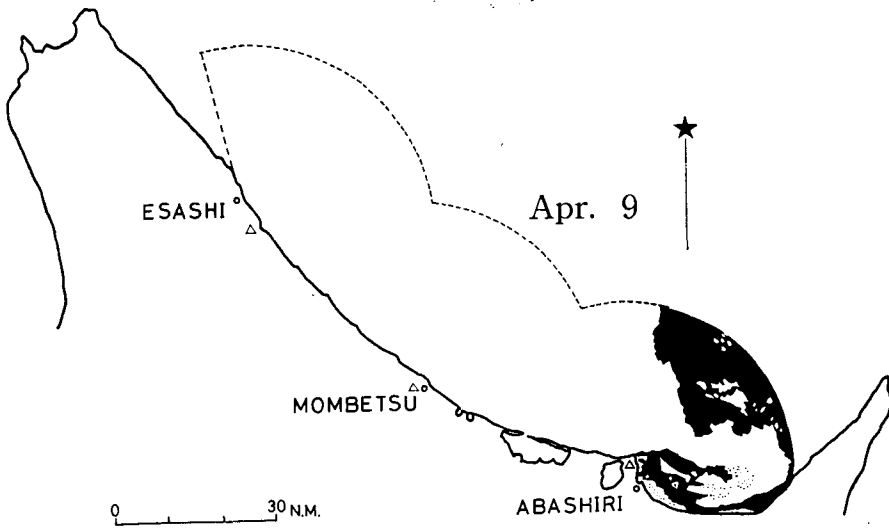 Apr. 9
ESASHI
MOMBETSU
ABASHIRI
0 30 N.M.